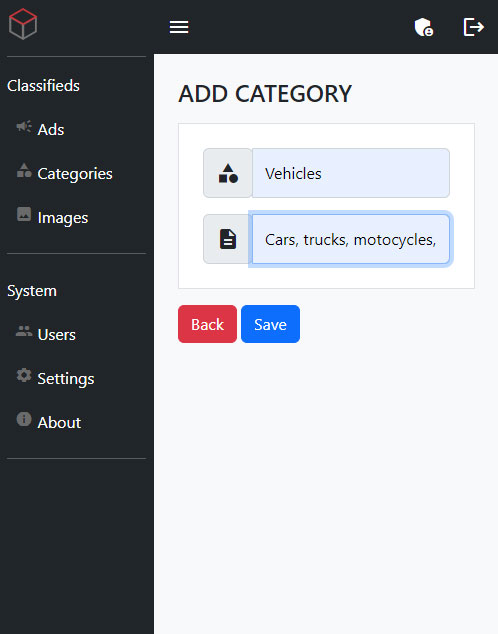 Classifieds
Ads
Categories
Images
System
Users
Settings
About
ADD CATEGORY
Vehicles
Cars, trucks, motocycles,
Back
Save